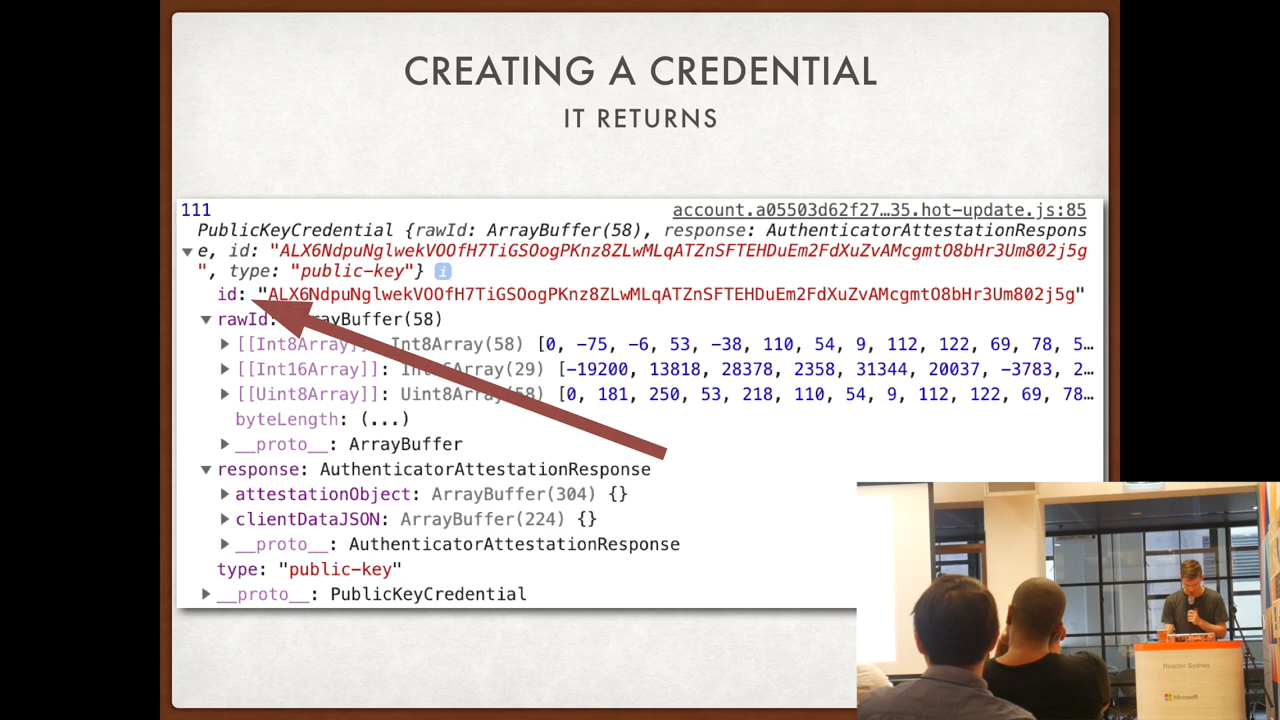 CREATING A CREDENTIAL
IT RETURNS
111 account.a05503d62f27…35.hot-update.js:85
PublicKeyCredential {rawId: ArrayBuffer(58), response: AuthenticatorAttestationRespons
e, id: "ALX6NdpuNglwekVOOfH7TiGSOogPKnz8ZLwMLqATZnSFTEHDuEm2FdXuZvAMcgmtO8bHr3Um802j5g
", type: "public-key"}
id: "ALX6NdpuNglwekVOOfH7TiGSOogPKnz8ZLwMLqATZnSFTEHDuEm2FdXuZvAMcgmtO8bHr3Um802j5g"
rawId: ArrayBuffer(58)
[[Int8Array]]: Int8Array(58) [0, -75, -6, 53, -38, 110, 54, 9, 112, 122, 69, 78, 5…
[[Int16Array]]: Int16Array(29) [-19200, 13818, 28378, 2358, 31344, 20037, -3783, 2…
[[Uint8Array]]: Uint8Array(58) [0, 181, 250, 53, 218, 110, 54, 9, 112, 122, 69, 78…
byteLength: (...)
__proto__: ArrayBuffer
response: AuthenticatorAttestationResponse
attestationObject: ArrayBuffer(304) {}
clientDataJSON: ArrayBuffer(224) {}
__proto__: AuthenticatorAttestationResponse
type: "public-key"
__proto__: PublicKeyCredential
Reactor Sydney
Microsoft